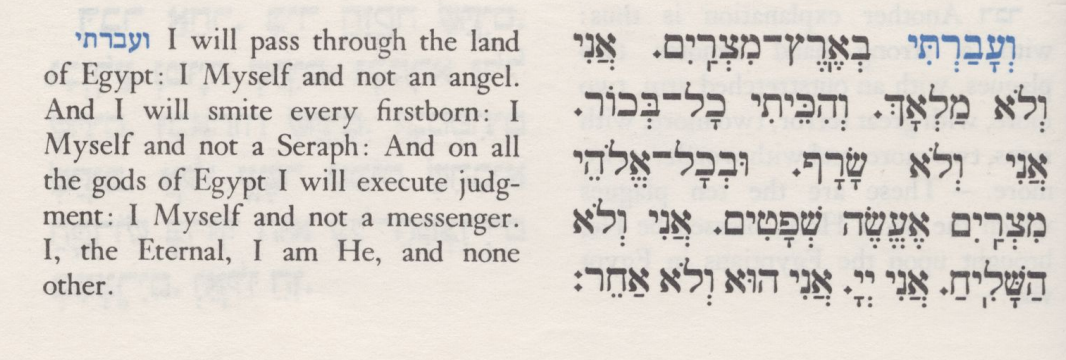 ועברתי I will pass through the land
of Egypt: Myself and not an angel.
And I will smite every firstborn: I
Myself and not a Seraph: And on all
the gods of Egypt I will execute judg-
ment: I Myself and not a messenger.
I, the Eternal, I am He, and none
other.
וְעָבַרְתִּי בְאֶרֶץ־מִצְרַיִם. אֲנִי
וְלֹא מַלְאָךְ. וְהִכֵּיתִי כָל־בְּכוֹר.
אֲנִי וְלֹא שָׂרָף. וּבְכָל־אֱלֹהֵי
מִצְרַיִם אֶעֱשֶׂה שְׁפָטִים. אֲנִי וְלֹא
הַשָּׁלִיחַ. אֲנִי יְיָ. אֲנִי הוּא וְלֹא אַחֵר: